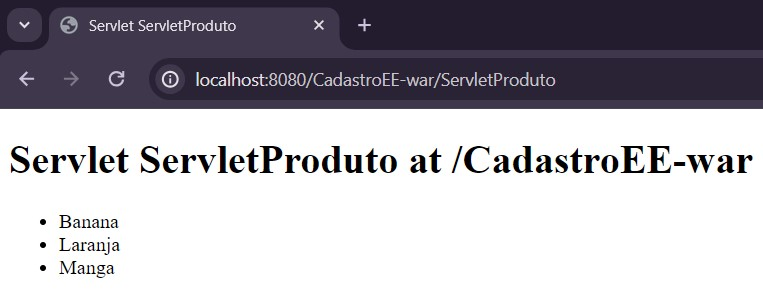 Servlet ServletProduto
localhost:8080/CadastroEE-war/ServletProduto
Servlet ServletProduto at /CadastroEE-war
Banana
Laranja
Manga